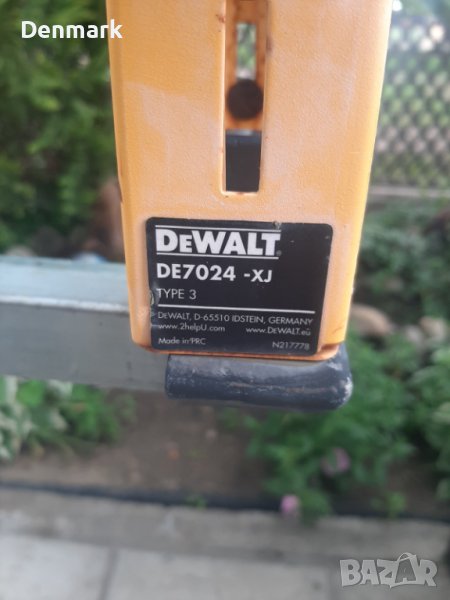 Denmark
DEWALT
DE7024 -XJ
TYPE 3
DEWALT, D-65510 IDSTEIN, GERMANY
www.2helpU.com www.DEWALT.eu
Made in PRC N217778
BAZAR